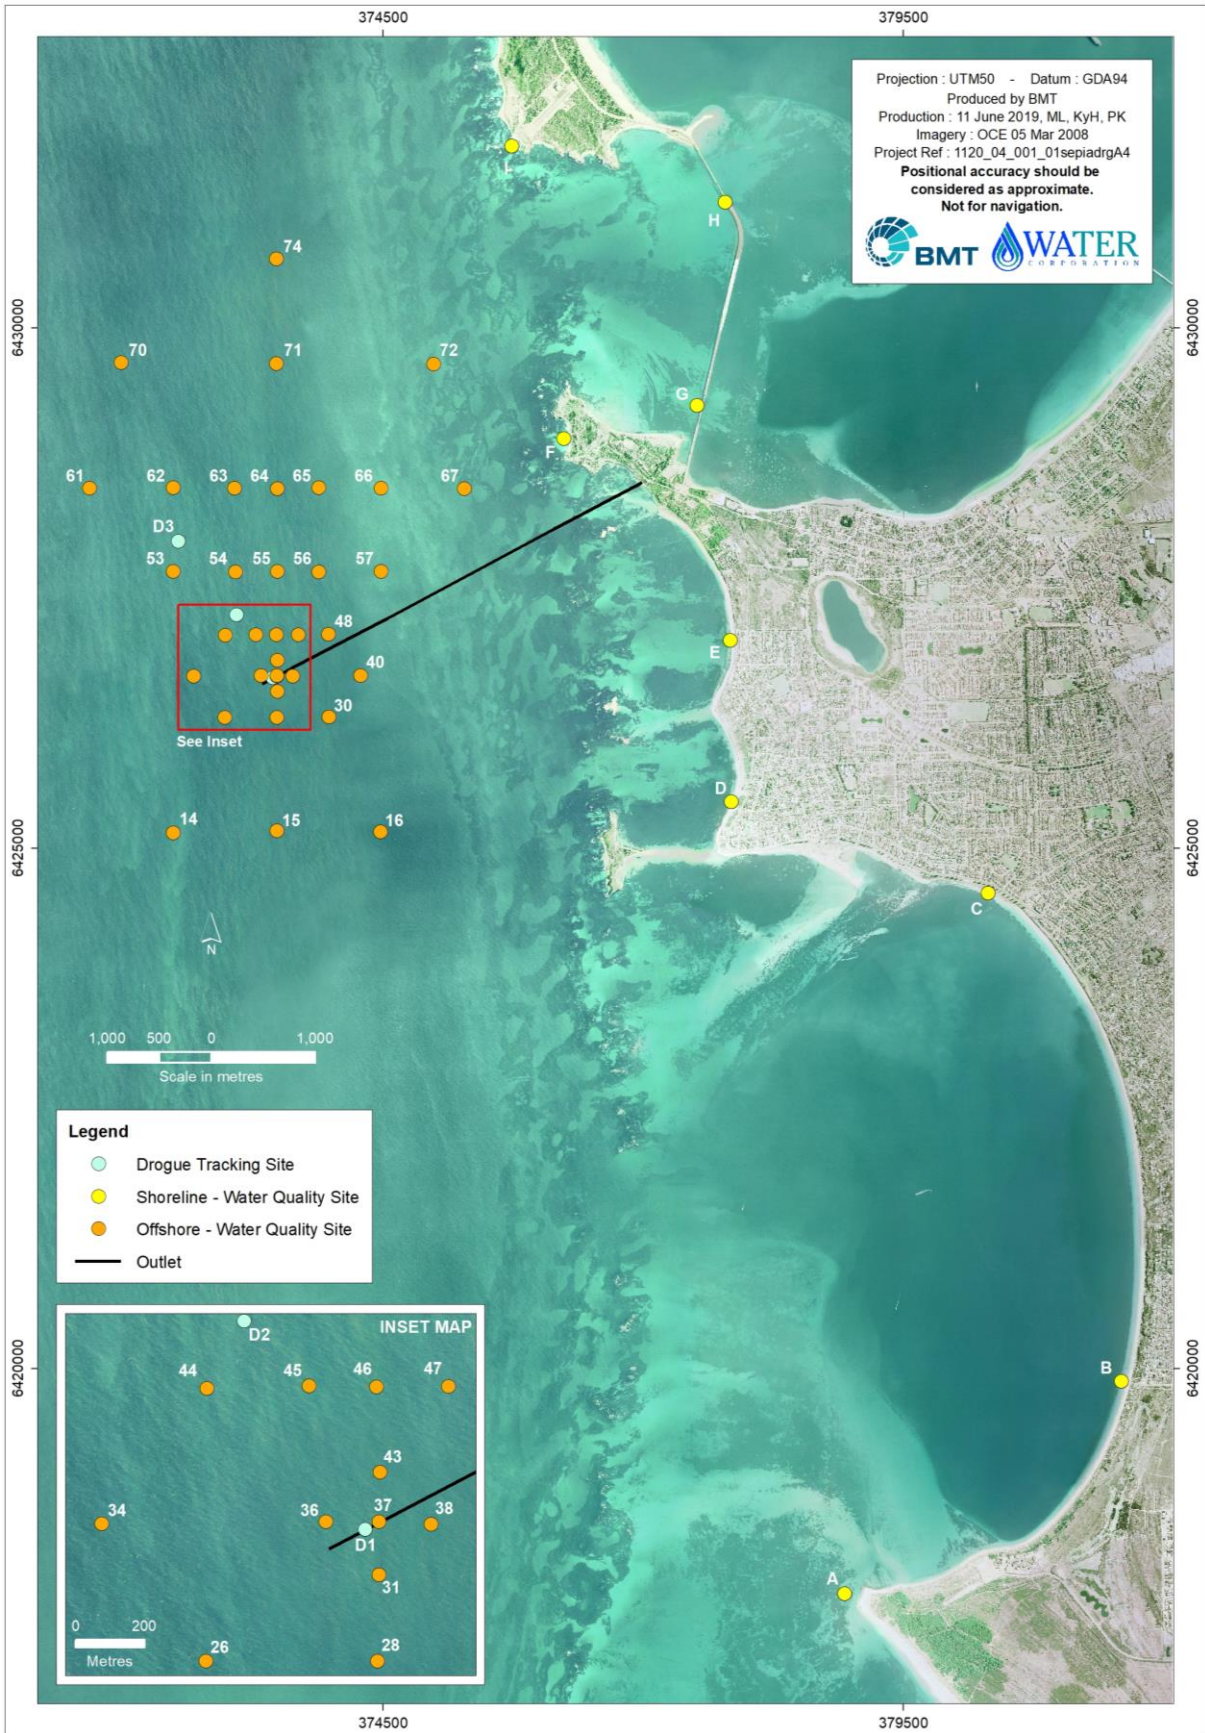 374500
379500
Projection : UTM50 - Datum : GDA94
Produced by BMT
Production : 11 June 2019, ML, KyH, PK
Imagery : OCE 05 Mar 2008
Project Ref : 1120_04_001_01sepiadrgA4
Positional accuracy should be
considered as approximate.
Not for navigation.
BMT
WATER
CORPORATION
I
H
74
6430000
6430000
70
71
72
G
F
61
62
63
64
65
66
67
D3
53
54
55
56
57
48
E
40
30
See Inset
D
14
15
16
6425000
6425000
C
N
1,000
500
0
1,000
Scale in metres
Legend
Drogue Tracking Site
Shoreline - Water Quality Site
Offshore - Water Quality Site
Outlet
INSET MAP
D2
44
45
46
47
6420000
6420000
B
43
34
36
37
38
D1
31
A
0
200
Metres
26
28
374500
379500